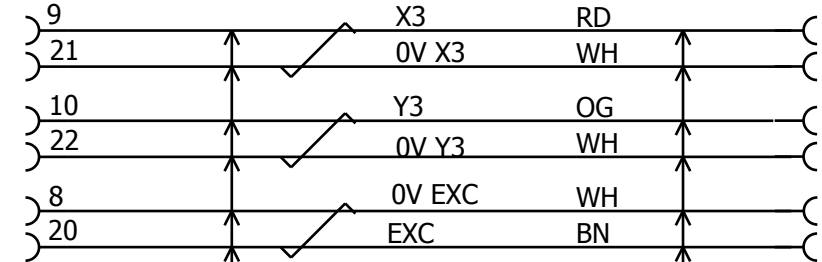 9 X3 RD
21 0V X3 WH
10 Y3 OG
22 0V Y3 WH
8 0V EXC WH
20 EXC BN